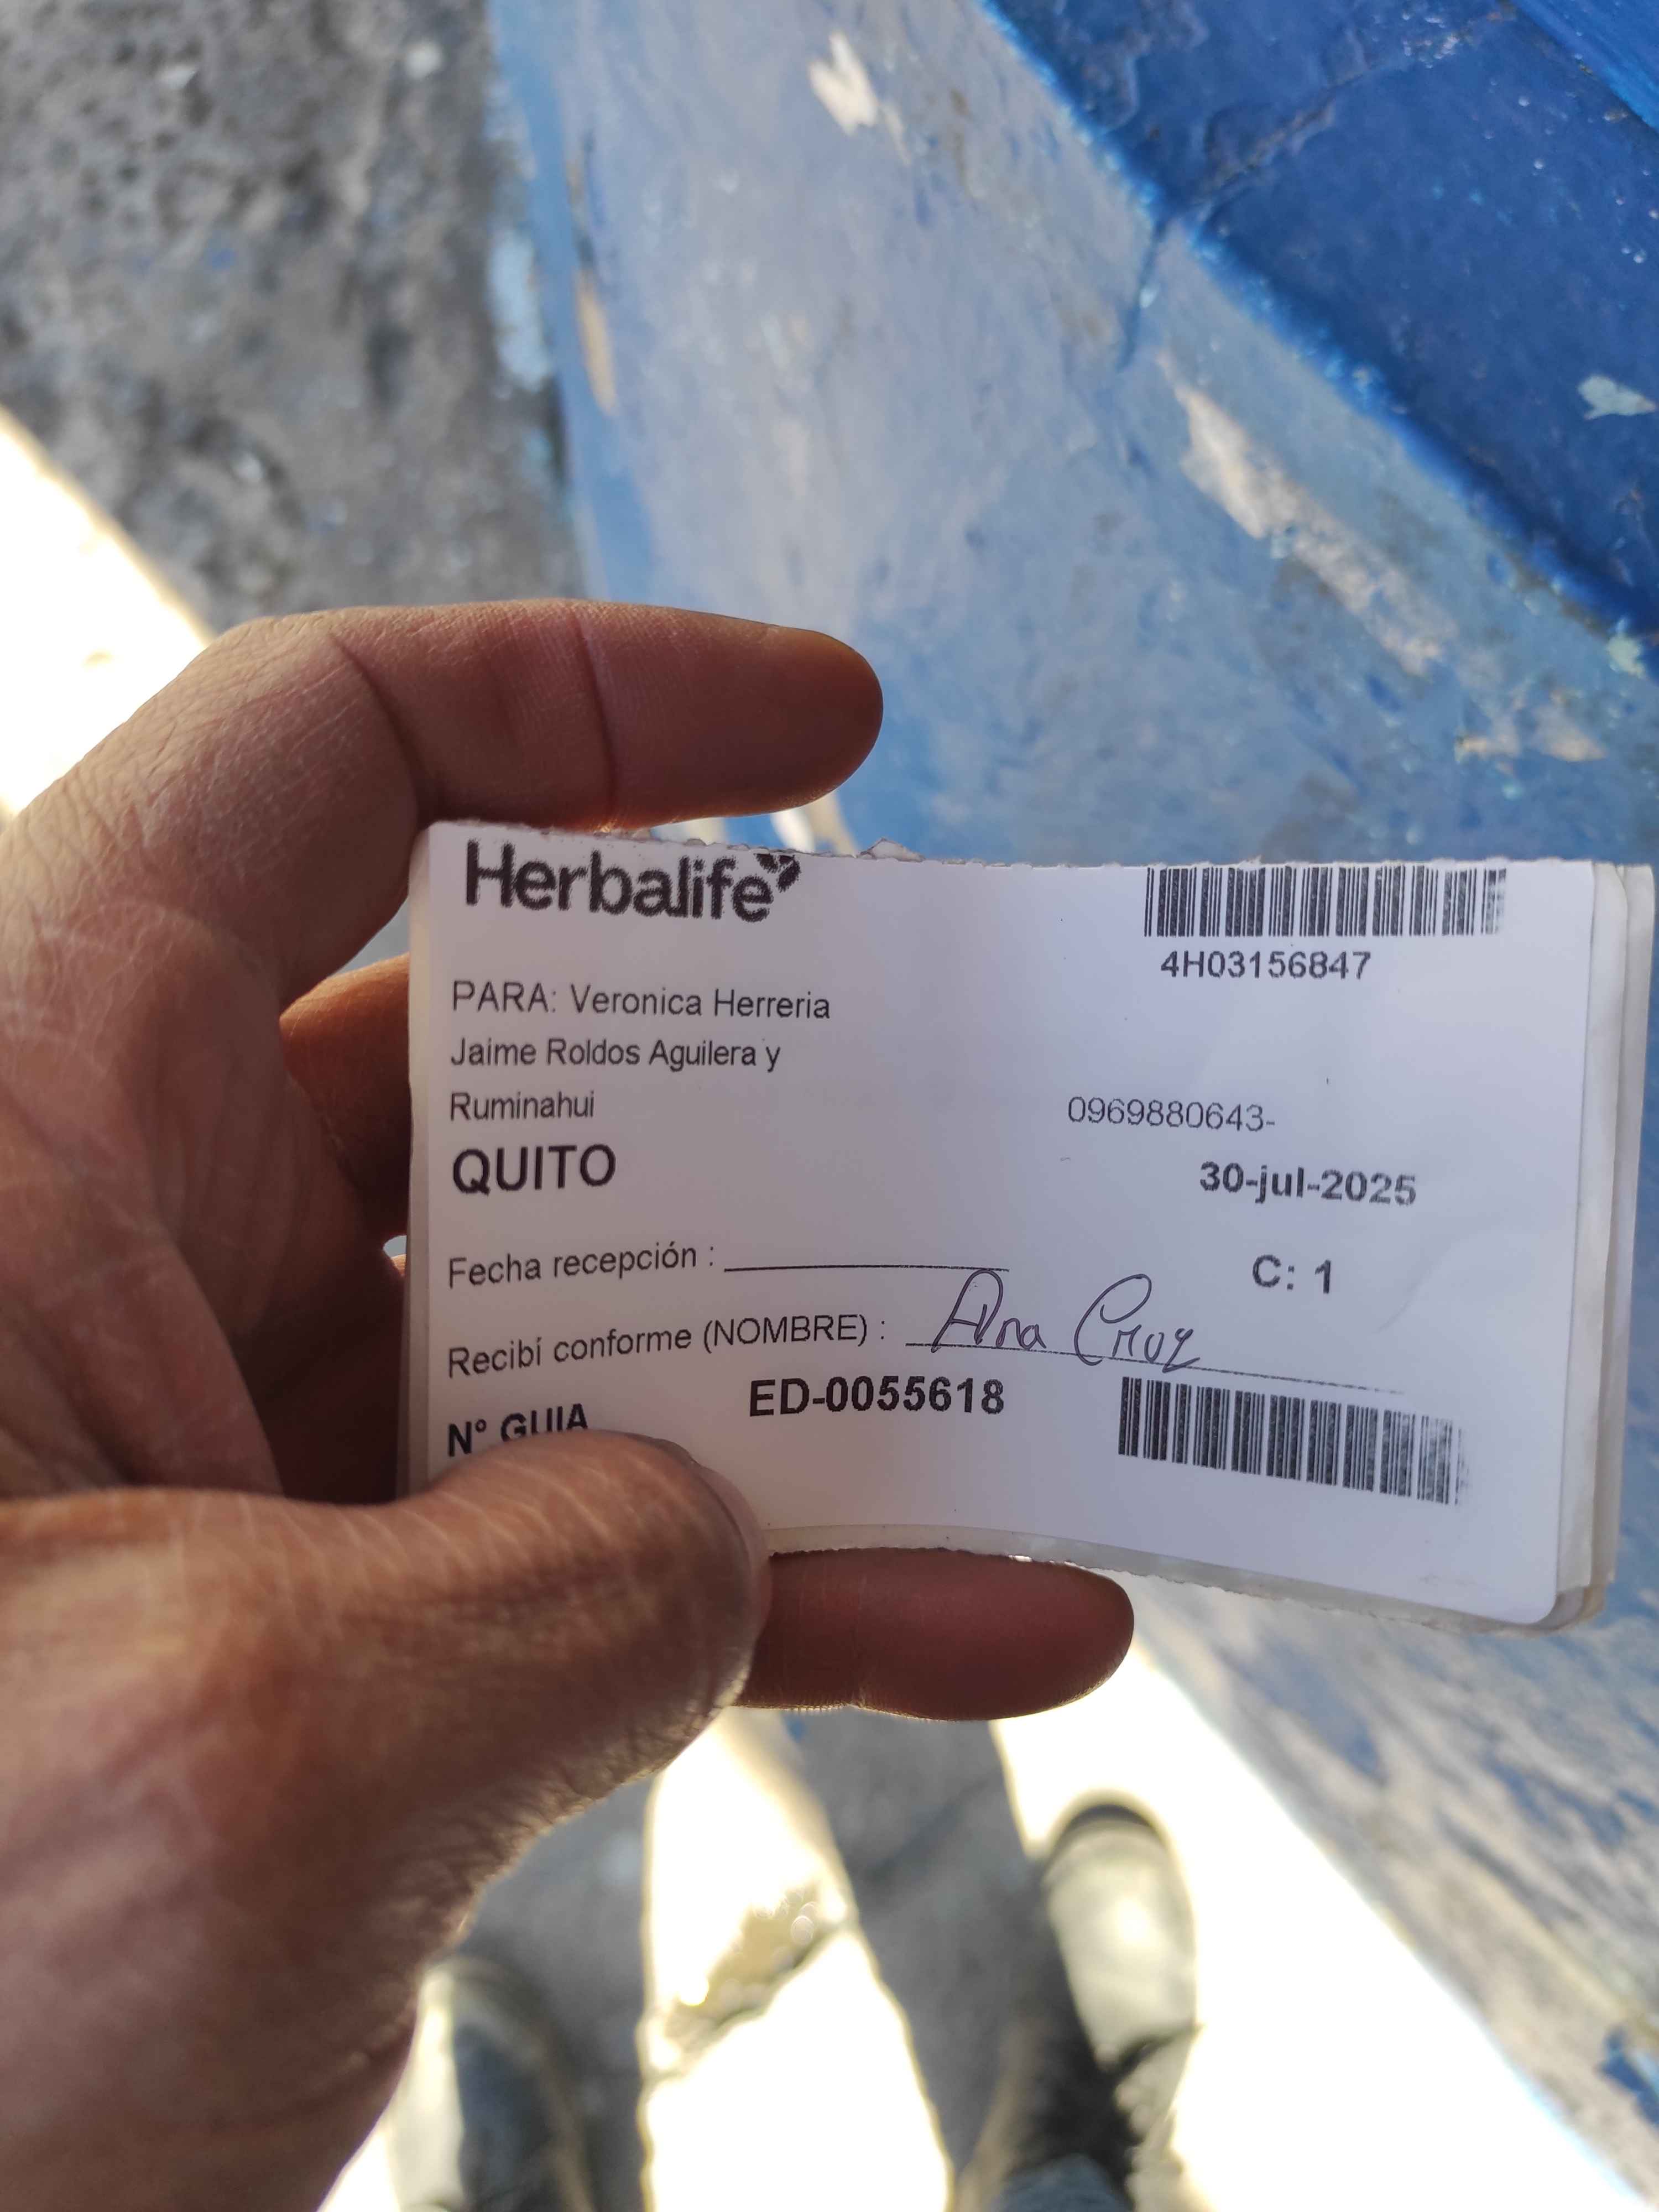 Herbalife
4H03156847
PARA: Veronica Herreria
Jaime Roldos Aguilera y
Ruminahui
0969880643-
QUITO
30-jul-2025
Fecha recepción :
C: 1
Recibí conforme (NOMBRE) : Ana Cruz
N° GUIA ED-0055618